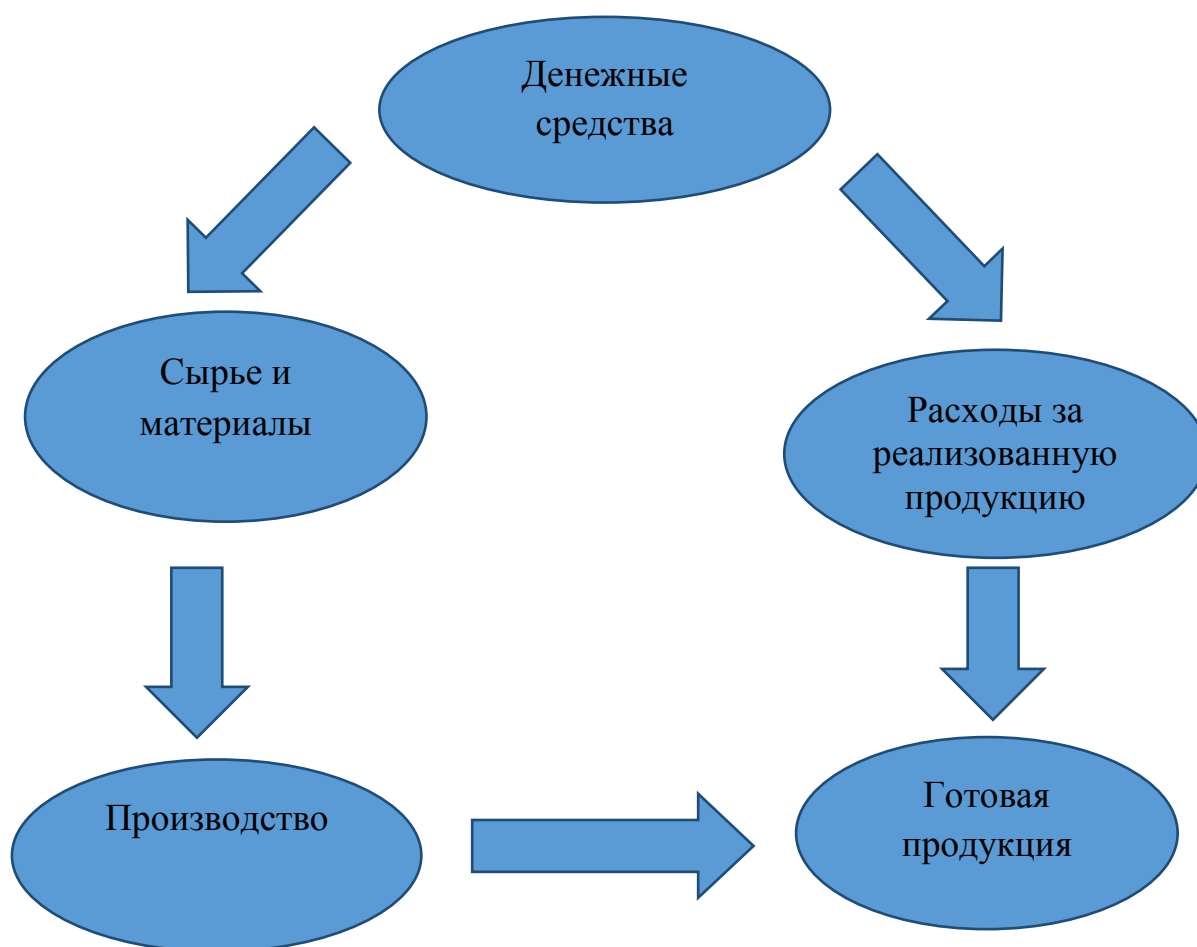 Денежные
средства
Сырье и
материалы
Расходы за
реализованную
продукцию
Производство
Готовая
продукция